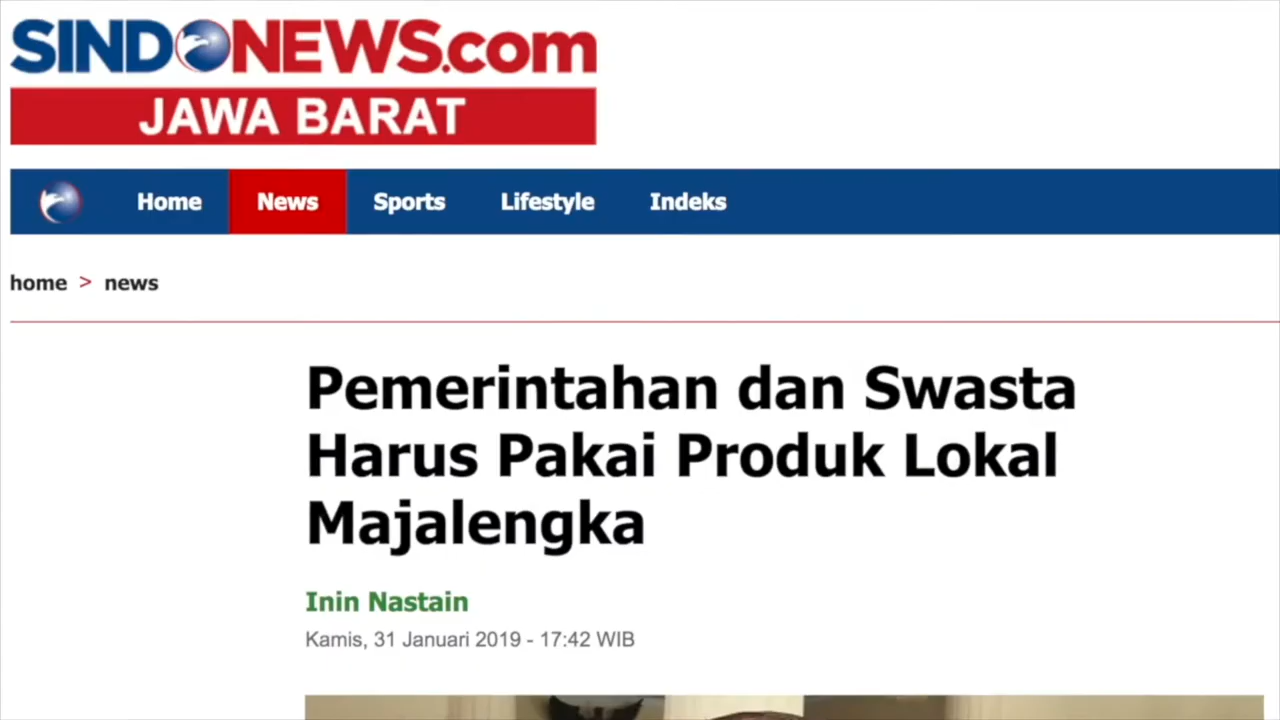 SINDONEWS.com
JAWA BARAT
Home News Sports Lifestyle Indeks
home > news
Pemerintahan dan Swasta
Harus Pakai Produk Lokal
Majalengka
Inin Nastain
Kamis, 31 Januari 2019 - 17:42 WIB